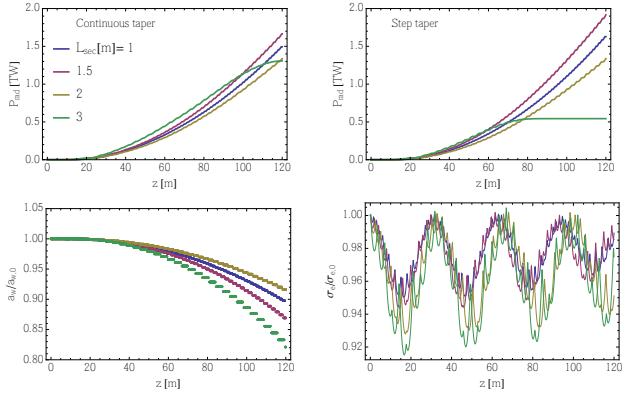 2.0
Continuous taper
1.5
1.0
0.5
0.0
L_sec[m]= 1
1.5
2
3
P_rad [TW]
0 20 40 60 80 100 120
z [m]
2.0
Step taper
1.5
1.0
0.5
0.0
P_rad [TW]
0 20 40 60 80 100 120
z [m]
1.05
1.00
0.95
0.90
0.85
0.80
a_w/a_w,0
0 20 40 60 80 100 120
z [m]
1.00
0.98
0.96
0.94
0.92
σ_e/σ_e,0
0 20 40 60 80 100 120
z [m]